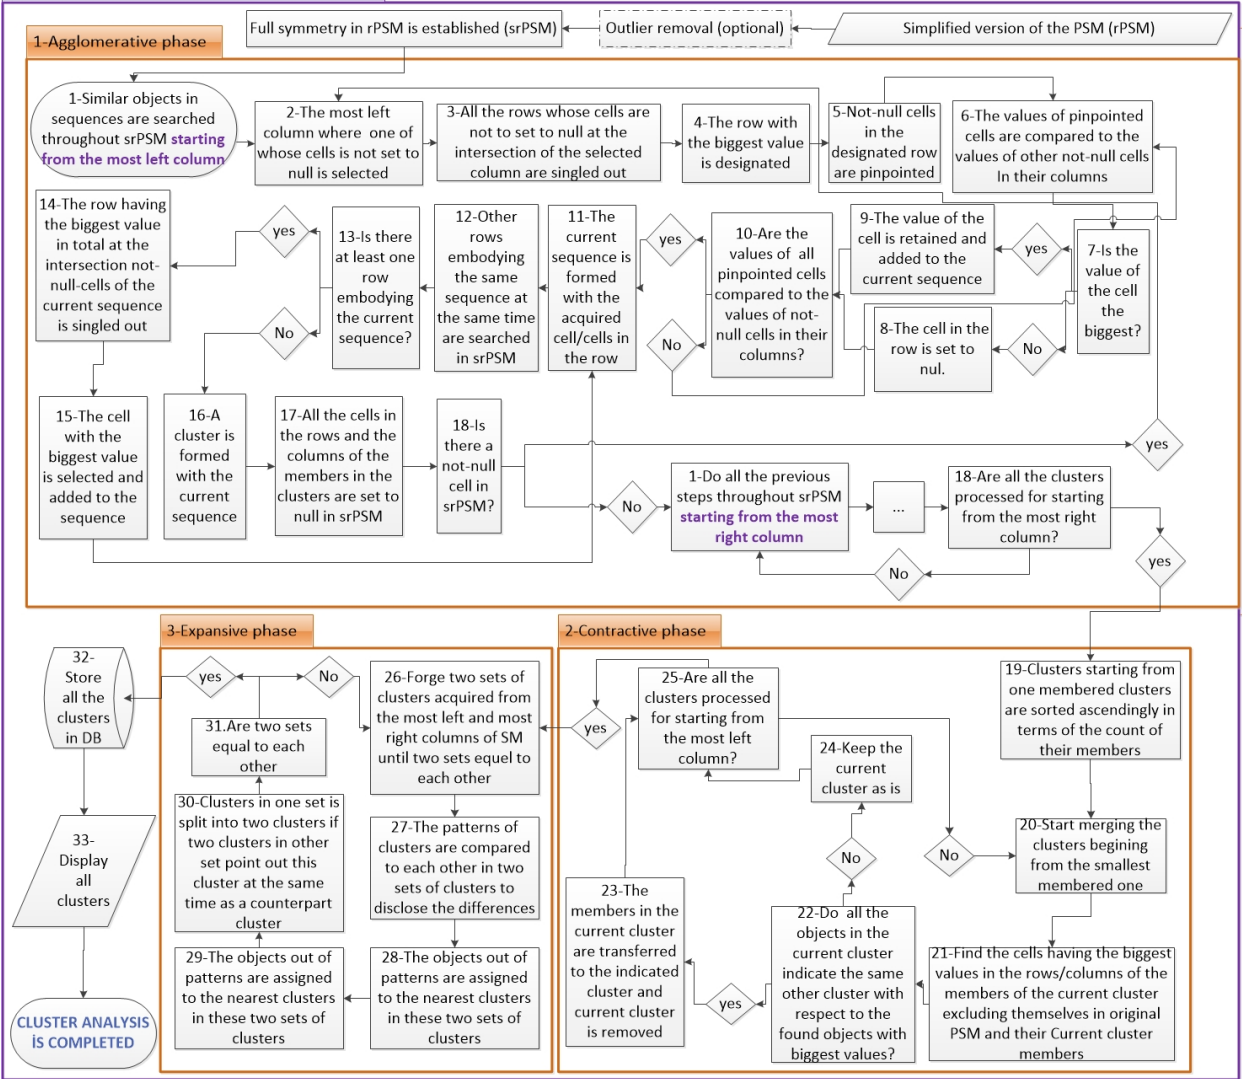 Full symmetry in rPSM is established (srPSM)
Outlier removal (optional)
Simplified version of the PSM (rPSM)
1-Agglomerative phase
1-Similar objects in
sequences are searched
throughout srPSM starting
from the most left column
2-The most left
column where one of
whose cells is not set to
null is selected
3-All the rows whose cells are
not to set to null at the
intersection of the selected
column are singled out
4-The row with
the biggest value
is designated
5-Not-null cells
in the
designated row
are pinpointed
6-The values of pinpointed
cells are compared to the
values of other not-null cells
In their columns
14-The row having
the biggest value
in total at the
intersection not-
null-cells of the
current sequence
is singled out
yes
No
13-Is there
at least one
row
embodying
the current
sequence?
12-Other
rows
embodying
the same
sequence at
the same time
are searched
in srPSM
11-The
current
sequence is
formed
with the
acquired
cell/cells in
the row
yes
No
10-Are the
values of all
pinpointed cells
compared to the
values of not-
null cells in their
columns?
9-The value of the
cell is retained and
added to the
current sequence
yes
8-The cell in the
row is set to
nul.
No
7-Is the
value of
the cell
the
biggest?
15-The cell
with the
biggest value
is selected and
added to the
sequence
16-A
cluster is
formed
with the
current
sequence
17-All the cells in
the rows and the
columns of the
members in the
clusters are set to
null in srPSM
18-Is
there a
not-null
cell in
srPSM?
yes
No
1-Do all the previous
steps throughout srPSM
starting from the most
right column
...
18-Are all the clusters
processed for starting
from the most right
column?
yes
No
3-Expansive phase
2-Contractive phase
32-
Store
all the
clusters
in DB
yes
No
31.Are two sets
equal to each
other
26-Forge two sets of
clusters acquired from
the most left and most
right columns of SM
until two sets equal to
each other
yes
25-Are all the
clusters processed
for starting from
the most left
column?
24-Keep the
current
cluster as is
19-Clusters starting from
one membered clusters
are sorted ascendingly in
terms of the count of
their members
30-Clusters in one set is
split into two clusters if
two clusters in other
set point out this
cluster at the same
time as a counterpart
cluster
27-The patterns of
clusters are compared
to each other in two
sets of clusters to
disclose the differences
No
No
20-Start merging the
clusters begining
from the smallest
membered one
33-
Display
all
clusters
23-The
members in the
current cluster
are transferred
to the indicated
cluster and
current cluster
is removed
yes
22-Do all the
objects in the
current cluster
indicate the same
other cluster with
respect to the
found objects with
biggest values?
21-Find the cells having the biggest
values in the rows/columns of the
members of the current cluster
excluding themselves in original
PSM and their Current cluster
members
29-The objects out of
patterns are assigned
to the nearest clusters
in these two sets of
clusters
28-The objects out of
patterns are assigned
to the nearest clusters
in these two sets of
clusters
CLUSTER ANALYSIS
İS COMPLETED